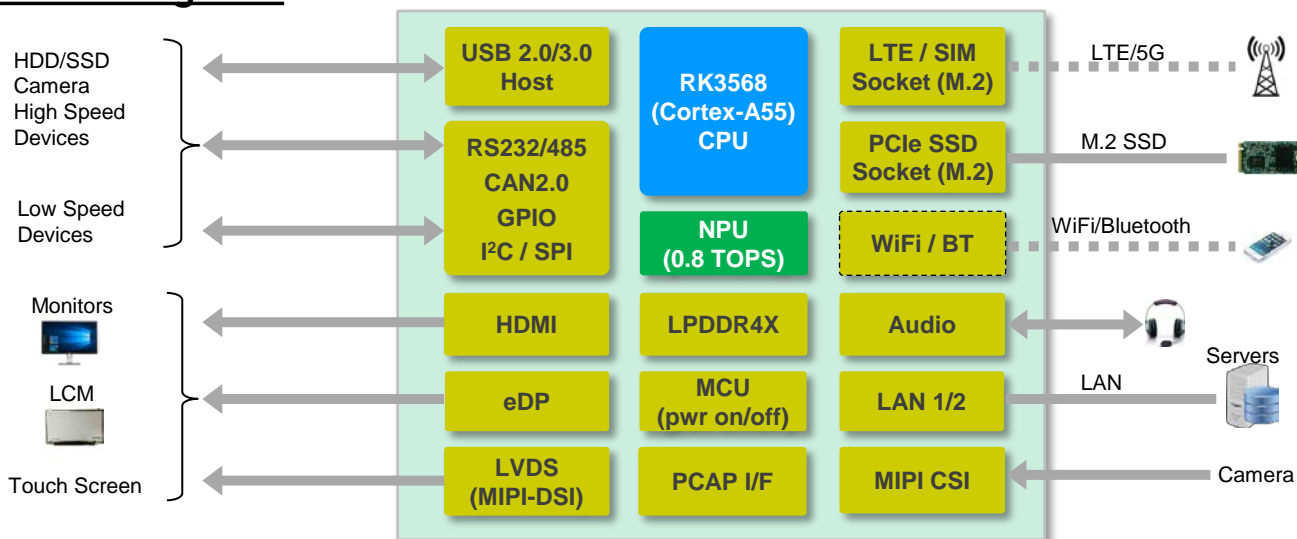 HDD/SSD
Camera
High Speed
Devices
Low Speed
Devices
Monitors
LCM
Touch Screen
USB 2.0/3.0
Host
RS232/485
CAN2.0
GPIO
I²C / SPI
HDMI
eDP
LVDS
(MIPI-DSI)
RK3568
(Cortex-A55)
CPU
NPU
(0.8 TOPS)
LPDDR4X
MCU
(pwr on/off)
PCAP I/F
LTE / SIM
Socket (M.2)
PCIe SSD
Socket (M.2)
WiFi / BT
Audio
LAN 1/2
MIPI CSI
LTE/5G
M.2 SSD
WiFi/Bluetooth
Servers
LAN
Camera